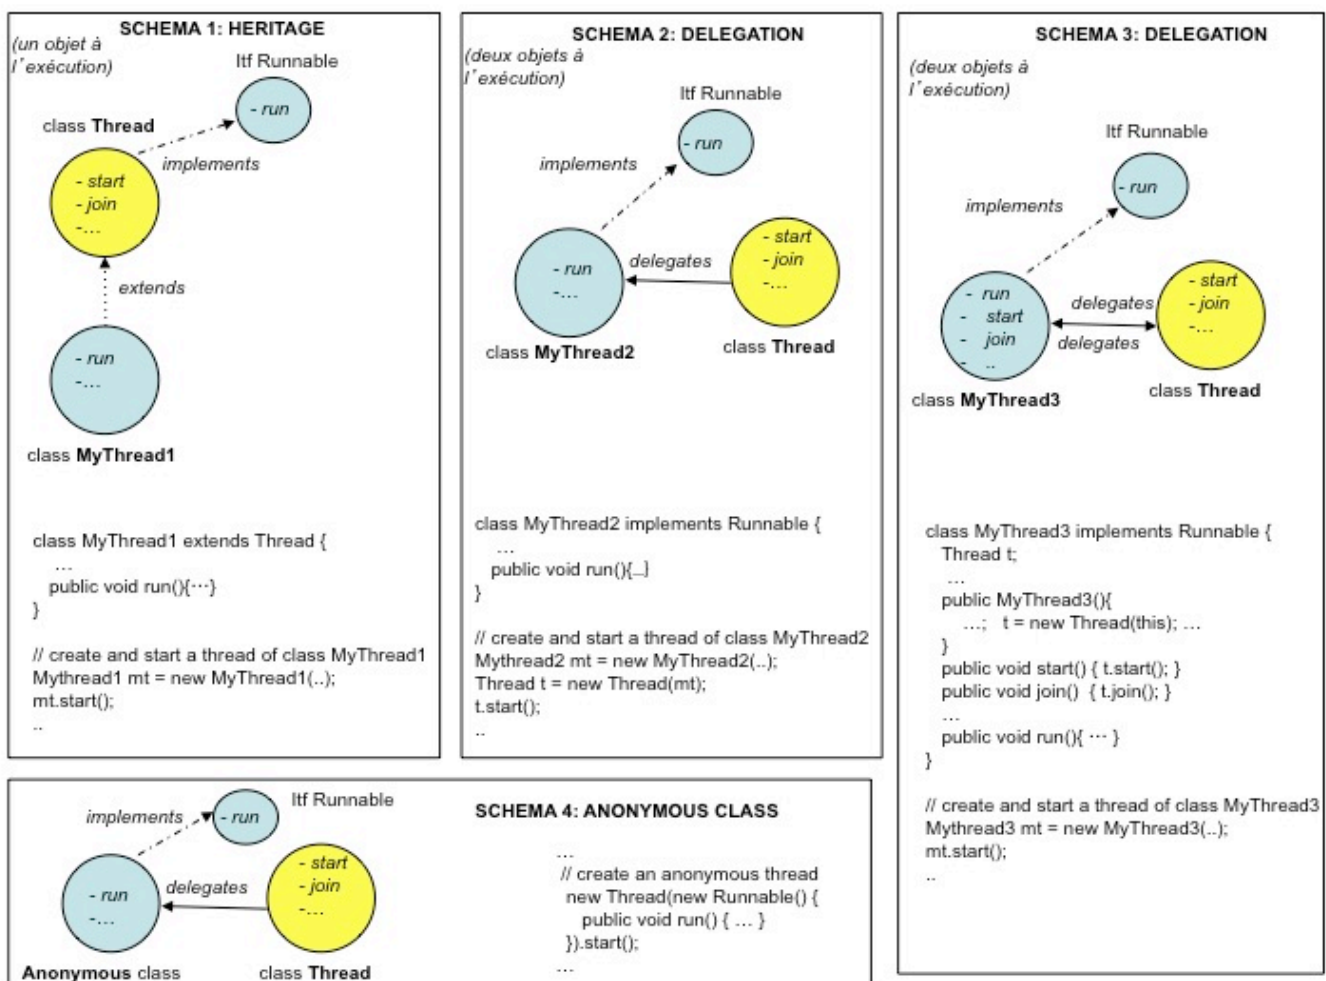 SCHEMA 1: HERITAGE
(un objet à
l'exécution)
Itf Runnable
- run
class Thread
implements
- start
- join
-...
extends
- run
-...
class MyThread1
class MyThread1 extends Thread {
...
public void run(){···}
}
// create and start a thread of class MyThread1
Mythread1 mt = new MyThread1(..);
mt.start();
..
SCHEMA 2: DELEGATION
(deux objets à
l'exécution)
Itf Runnable
- run
implements
- start
- join
-...
- run
-...
delegates
class MyThread2
class Thread
class MyThread2 implements Runnable {
...
public void run(){...}
}
// create and start a thread of class MyThread2
Mythread2 mt = new MyThread2(..);
Thread t = new Thread(mt);
t.start();
..
SCHEMA 3: DELEGATION
(deux objets à
l'exécution)
Itf Runnable
- run
implements
- run
- start
- join
- ..
delegates
delegates
- start
- join
-...
class MyThread3
class Thread
class MyThread3 implements Runnable {
Thread t;
...
public MyThread3(){
...; t = new Thread(this); ...
}
public void start() { t.start(); }
public void join() { t.join(); }
...
public void run(){ ··· }
}
// create and start a thread of class MyThread3
Mythread3 mt = new MyThread3(..);
mt.start();
..
Itf Runnable
implements
- run
- run
-...
delegates
- start
- join
-...
Anonymous class
class Thread
SCHEMA 4: ANONYMOUS CLASS
...
// create an anonymous thread
new Thread(new Runnable() {
public void run() { ... }
}).start();
...